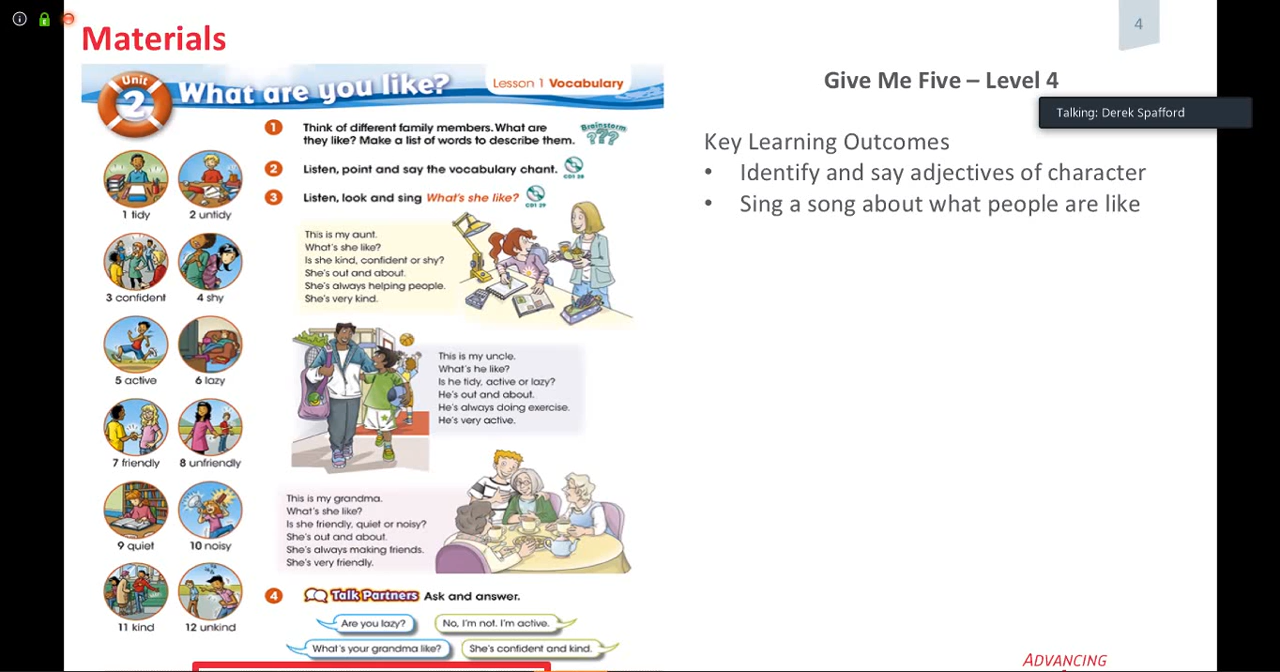 Materials
4
Unit
2
What are you like?
Lesson 1 Vocabulary
1 Think of different family members. What are
they like? Make a list of words to describe them.
Brainstorm
???
2 Listen, point and say the vocabulary chant.
CD1 28
3 Listen, look and sing What's she like?
CD1 29
1 tidy
2 untidy
3 confident
4 shy
5 active
6 lazy
7 friendly
8 unfriendly
9 quiet
10 noisy
11 kind
12 unkind
This is my aunt.
What's she like?
Is she kind, confident or shy?
She's out and about.
She's always helping people.
She's very kind.
This is my uncle.
What's he like?
Is he tidy, active or lazy?
He's out and about.
He's always doing exercise.
He's very active.
This is my grandma.
What's she like?
Is she friendly, quiet or noisy?
She's out and about.
She's always making friends.
She's very friendly.
4 Talk Partners Ask and answer.
Are you lazy?
No, I'm not. I'm active.
What's your grandma like?
She's confident and kind.
Give Me Five – Level 4
Talking: Derek Spafford
Key Learning Outcomes
• Identify and say adjectives of character
• Sing a song about what people are like
ADVANCING